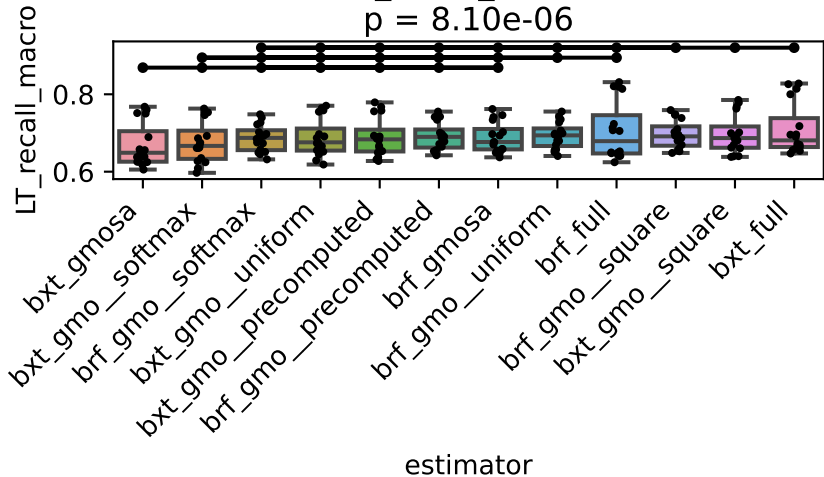 p = 8.10e-06
LT_recall_macro
0.8
0.6
bxt_gmosa
bxt_gmo__softmax
brf_gmo__softmax
bxt_gmo__uniform
bxt_gmo__precomputed
brf_gmo__precomputed
brf_gmosa
brf_gmo__uniform
brf_full
brf_gmo__square
bxt_gmo__square
bxt_full
estimator